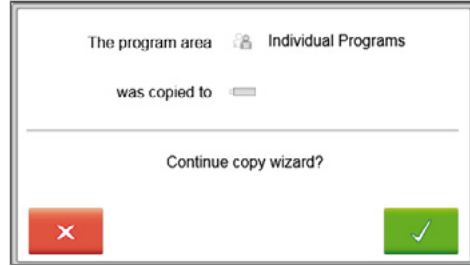 The program area Individual Programs
was copied to
Continue copy wizard?